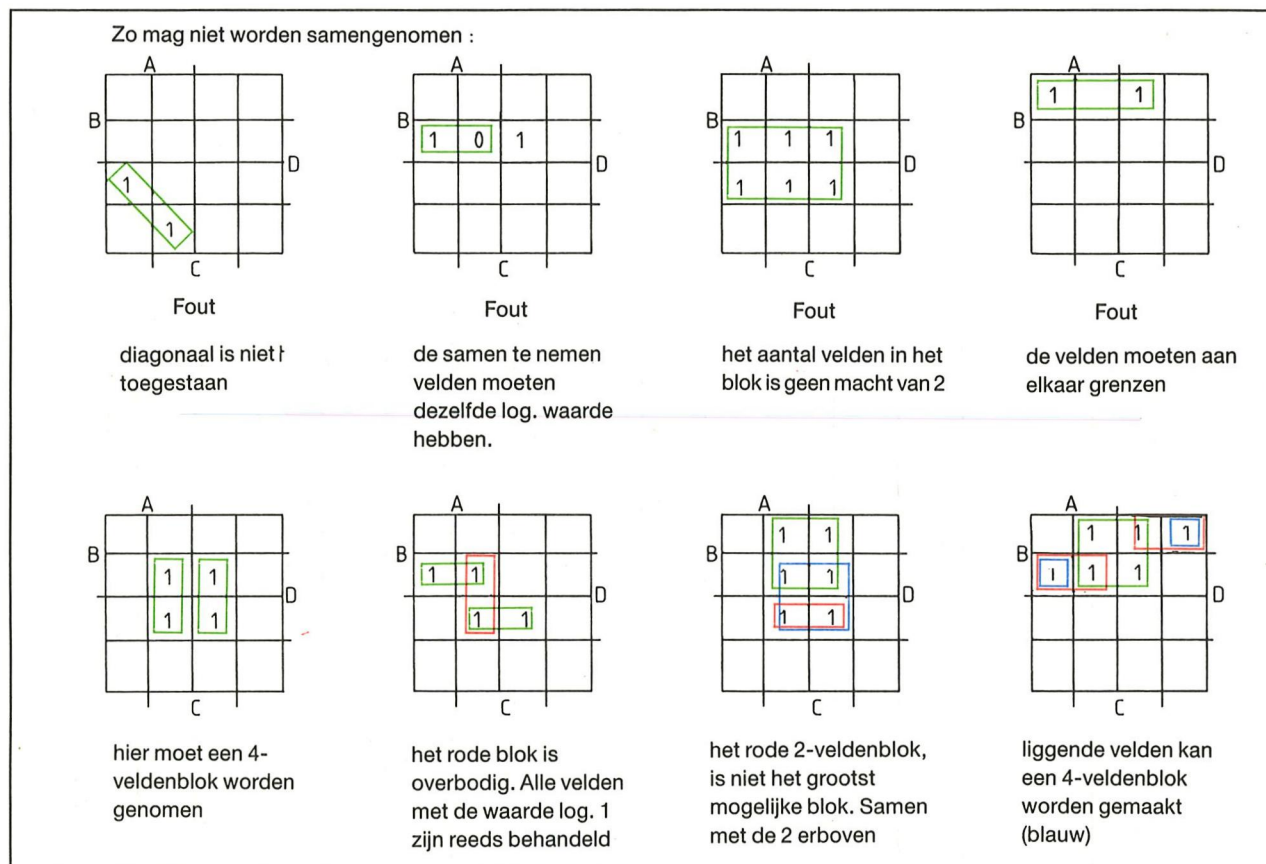 Zo mag niet worden samengenomen :
A A A A
B B B B
1 1 1
1 0 1
1 1 1
D D D D
1
1 1 1
1
C C C C
Fout Fout Fout Fout
diagonaal is niet
toegestaan
de samen te nemen
velden moeten
dezelfde log. waarde
hebben.
het aantal velden in het
blok is geen macht van 2
de velden moeten aan
elkaar grenzen
A A A A
1 1
1 1 1
B B B B
1 1
1 1
1 1
1 1 1
D D D D
1 1
1 1
1 1
C C C C
hier moet een 4-
veldenblok worden
genomen
het rode blok is
overbodig. Alle velden
met de waarde log. 1
zijn reeds behandeld
het rode 2-veldenblok,
is niet het grootst
mogelijke blok. Samen
met de 2 erboven
liggende velden kan
een 4-veldenblok
worden gemaakt
(blauw)